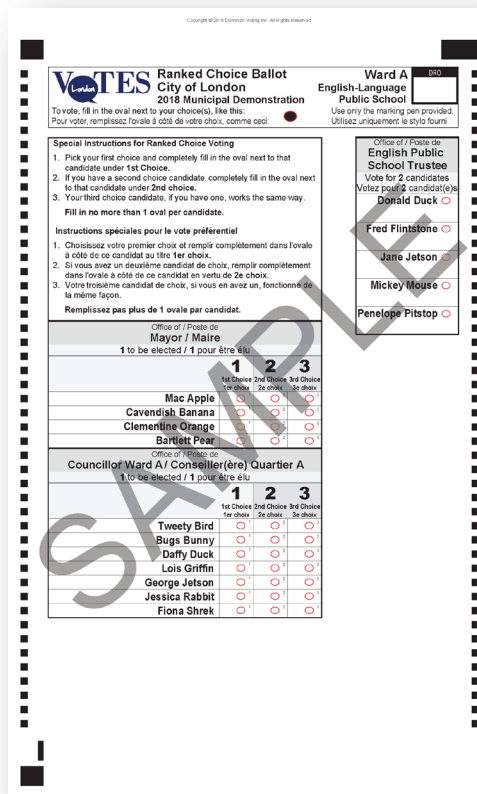 Copyright © 2018 Dominion Voting Inc. All Rights Reserved
VOTES
London
Ranked Choice Ballot
City of London
2018 Municipal Demonstration
Ward A
English-Language
Public School
DRO
To vote, fill in the oval next to your choice(s), like this:
Pour voter, remplissez l'ovale à côté de votre choix, comme ceci:
Use only the marking pen provided.
Utilisez uniquement le stylo fourni.
Special Instructions for Ranked Choice Voting
1. Pick your first choice and completely fill in the oval next to that
candidate under 1st Choice.
2. If you have a second choice candidate, completely fill in the oval next
to that candidate under 2nd choice.
3. Your third choice candidate, if you have one, works the same way.
Fill in no more than 1 oval per candidate.
Instructions spéciales pour le vote préférentiel
1. Choisissez votre premier choix et remplir complètement dans l'ovale
à côté de ce candidat au titre 1er choix.
2. Si vous avez un deuxième candidat de choix, remplir complètement
dans l'ovale à côté de ce candidat en vertu de 2e choix.
3. Votre troisième candidat de choix, si vous en avez un, fonctionne de
la même façon.
Remplissez pas plus de 1 ovale par candidat.
Office of / Poste de
Mayor / Maire
1 to be elected / 1 pour être élu
1 2 3
1st Choice 2nd Choice 3rd Choice
1er choix 2e choix 3e choix
Mac Apple
Cavendish Banana
Clementine Orange
Bartlett Pear
Office of / Poste de
Councillor Ward A / Conseiller(ère) Quartier A
1 to be elected / 1 pour être élu
1 2 3
1st Choice 2nd Choice 3rd Choice
1er choix 2e choix 3e choix
Tweety Bird
Bugs Bunny
Daffy Duck
Lois Griffin
George Jetson
Jessica Rabbit
Fiona Shrek
Office of / Poste de
English Public
School Trustee
Vote for 2 candidates
Votez pour 2 candidat(e)s
Donald Duck
Fred Flintstone
Jane Jetson
Mickey Mouse
Penelope Pitstop
SAMPLE